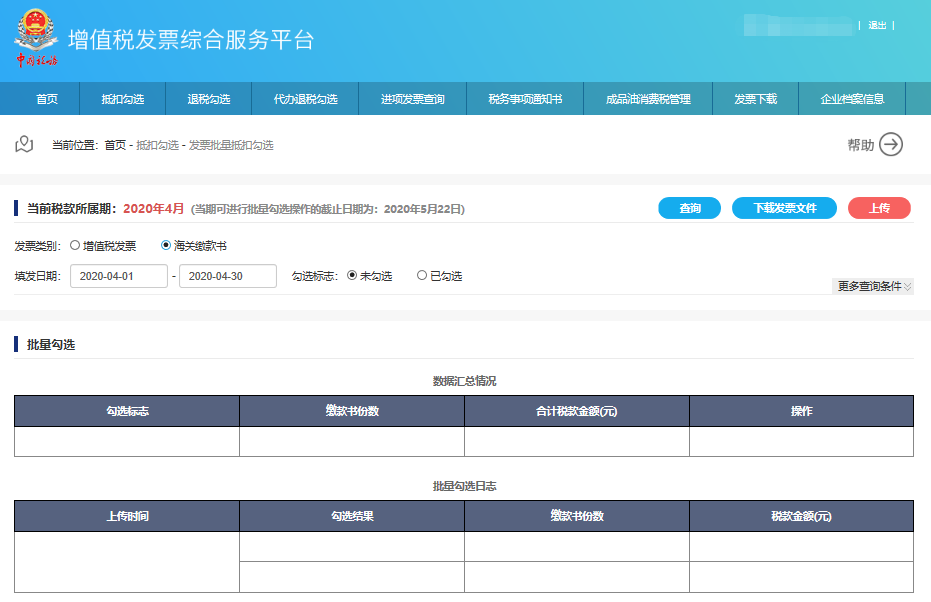 中国税务
增值税发票综合服务平台
| 退出 |
首页 抵扣勾选 退税勾选 代办退税勾选 进项发票查询 税务事项通知书 成品油消费税管理 发票下载 企业档案信息
当前位置：首页 - 抵扣勾选 - 发票批量抵扣勾选
帮助
当前税款所属期：2020年4月 (当期可进行批量勾选操作的截止日期为：2020年5月22日)
查询 下载发票文件 上传
发票类别： 增值税发票 海关缴款书
填发日期： 2020-04-01 - 2020-04-30 勾选标志： 未勾选 已勾选
更多查询条件
批量勾选
数据汇总情况
勾选标志 缴款书份数 合计税款金额(元) 操作
批量勾选日志
上传时间 勾选结果 缴款书份数 税款金额(元)